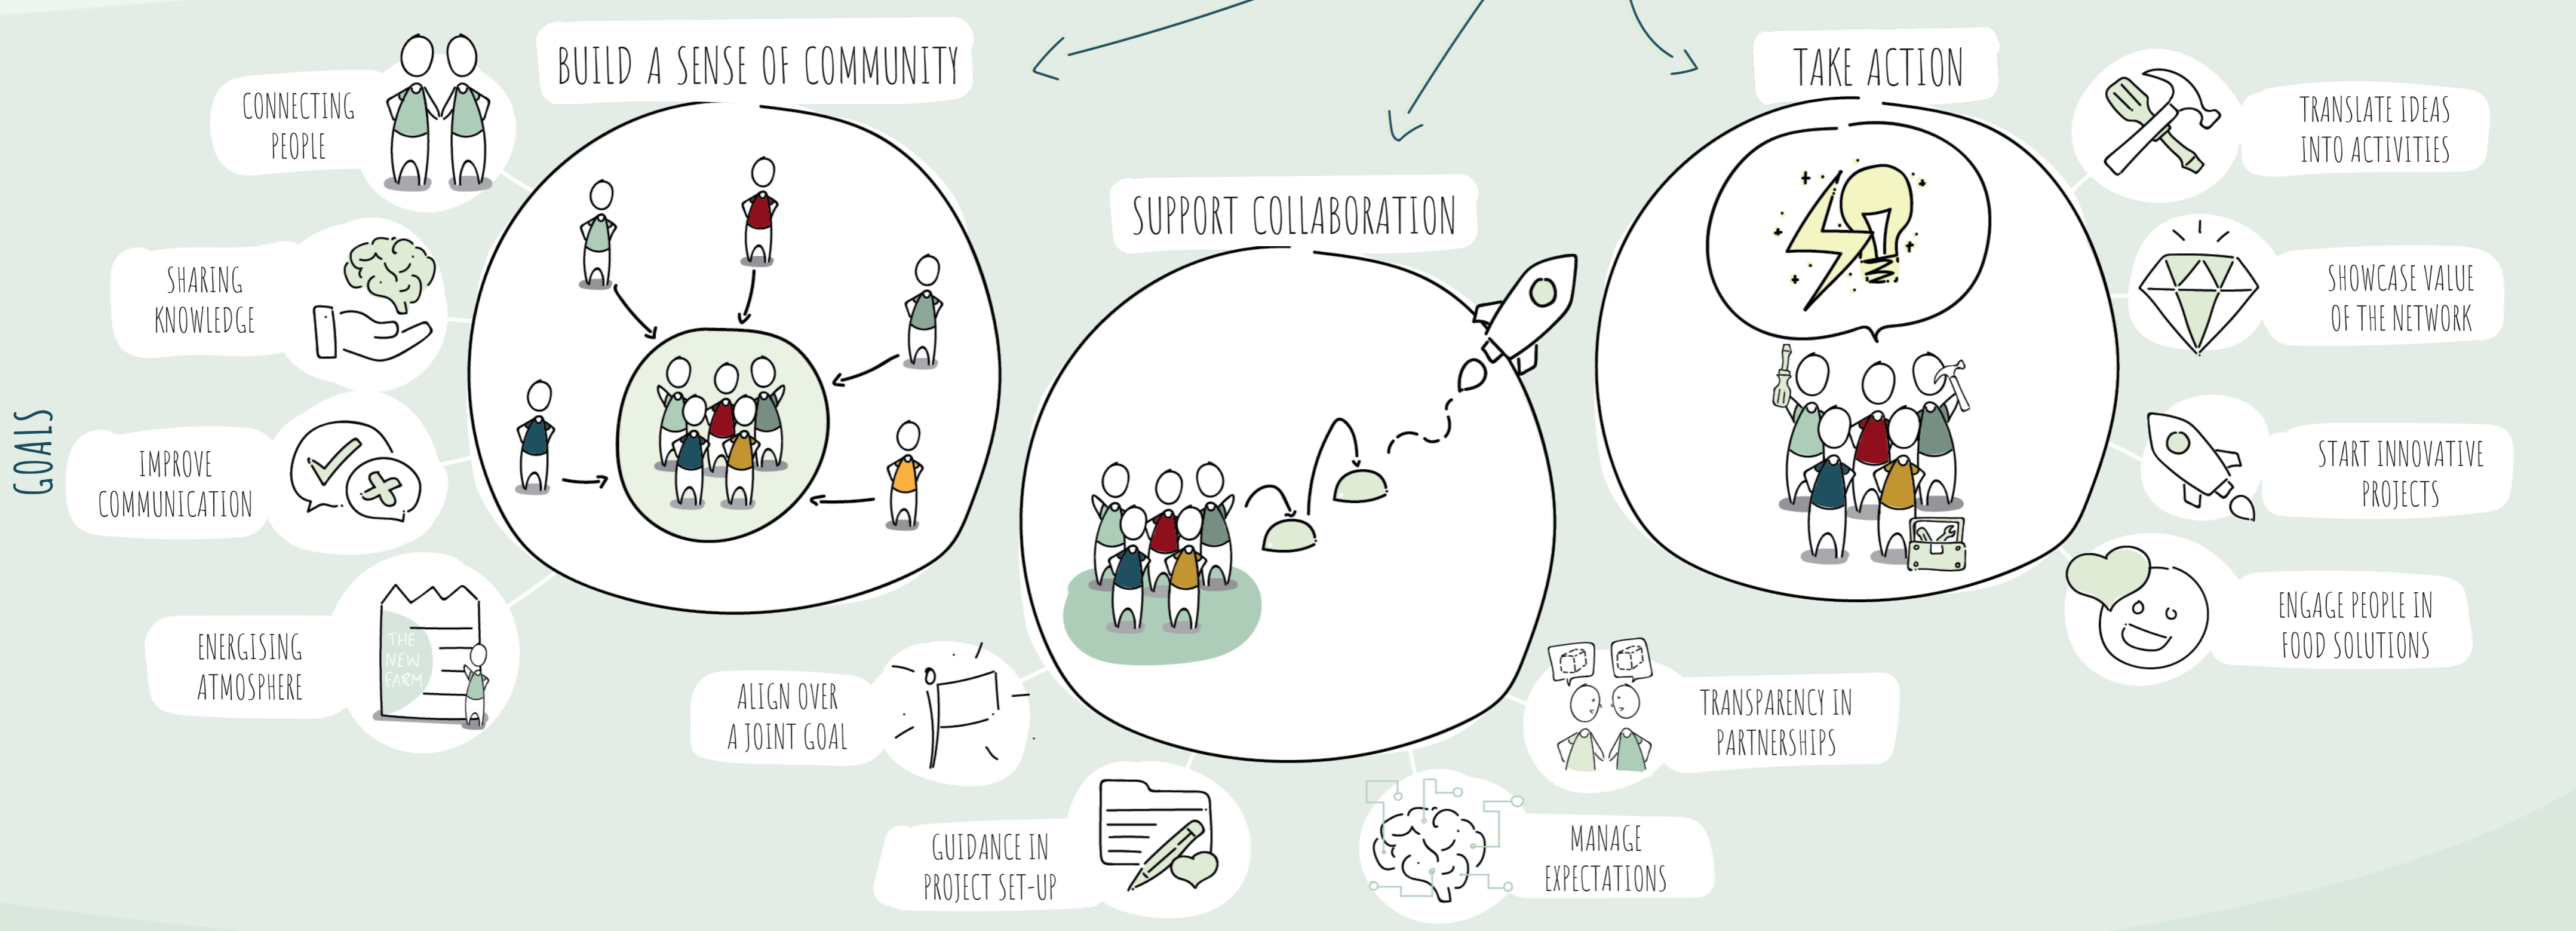 GOALS
BUILD A SENSE OF COMMUNITY
CONNECTING
PEOPLE
SHARING
KNOWLEDGE
IMPROVE
COMMUNICATION
ENERGISING
ATMOSPHERE
THE
NEW
FARM
SUPPORT COLLABORATION
ALIGN OVER
A JOINT GOAL
GUIDANCE IN
PROJECT SET-UP
MANAGE
EXPECTATIONS
TRANSPARENCY IN
PARTNERSHIPS
TAKE ACTION
TRANSLATE IDEAS
INTO ACTIVITIES
SHOWCASE VALUE
OF THE NETWORK
START INNOVATIVE
PROJECTS
ENGAGE PEOPLE IN
FOOD SOLUTIONS